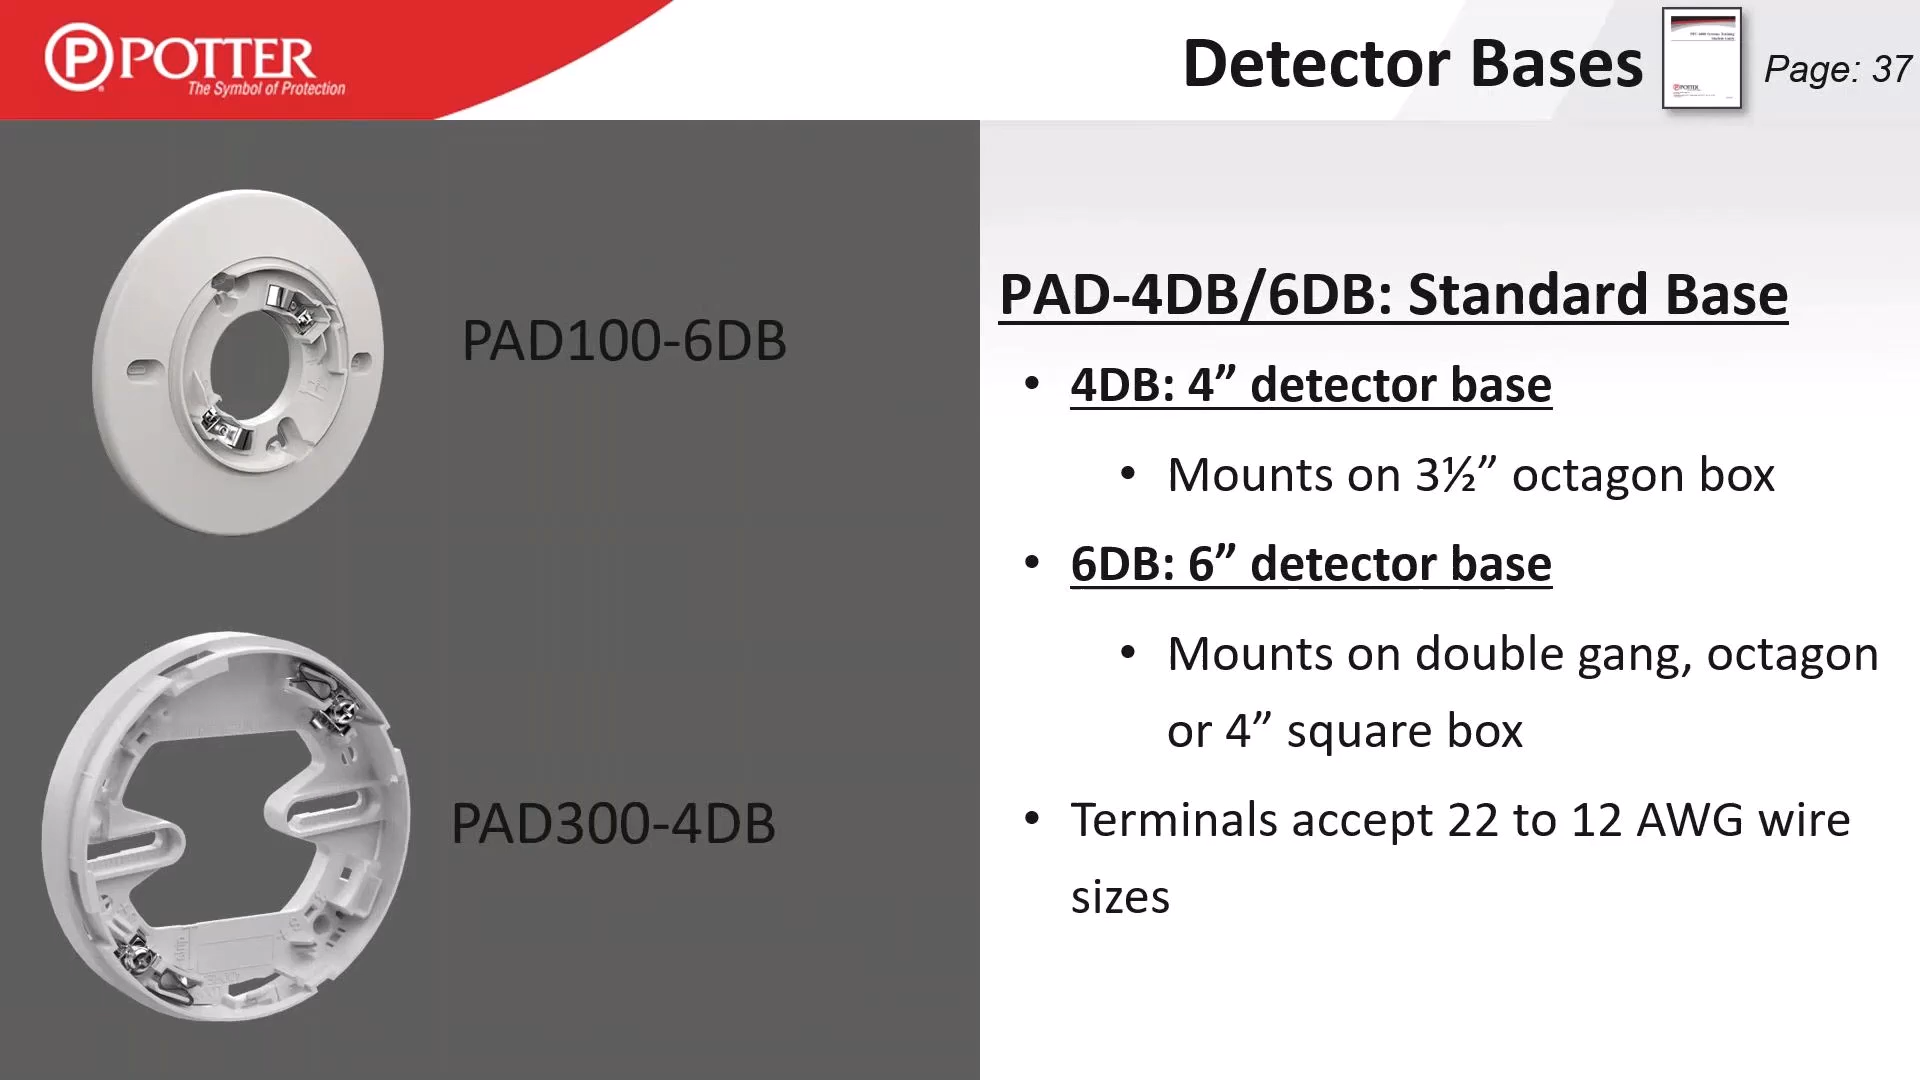 POTTER
The Symbol of Protection
Detector Bases
Page: 37
PAD100-6DB
PAD300-4DB
PAD-4DB/6DB: Standard Base
• 4DB: 4” detector base
• Mounts on 3½” octagon box
• 6DB: 6” detector base
• Mounts on double gang, octagon
or 4” square box
• Terminals accept 22 to 12 AWG wire
sizes